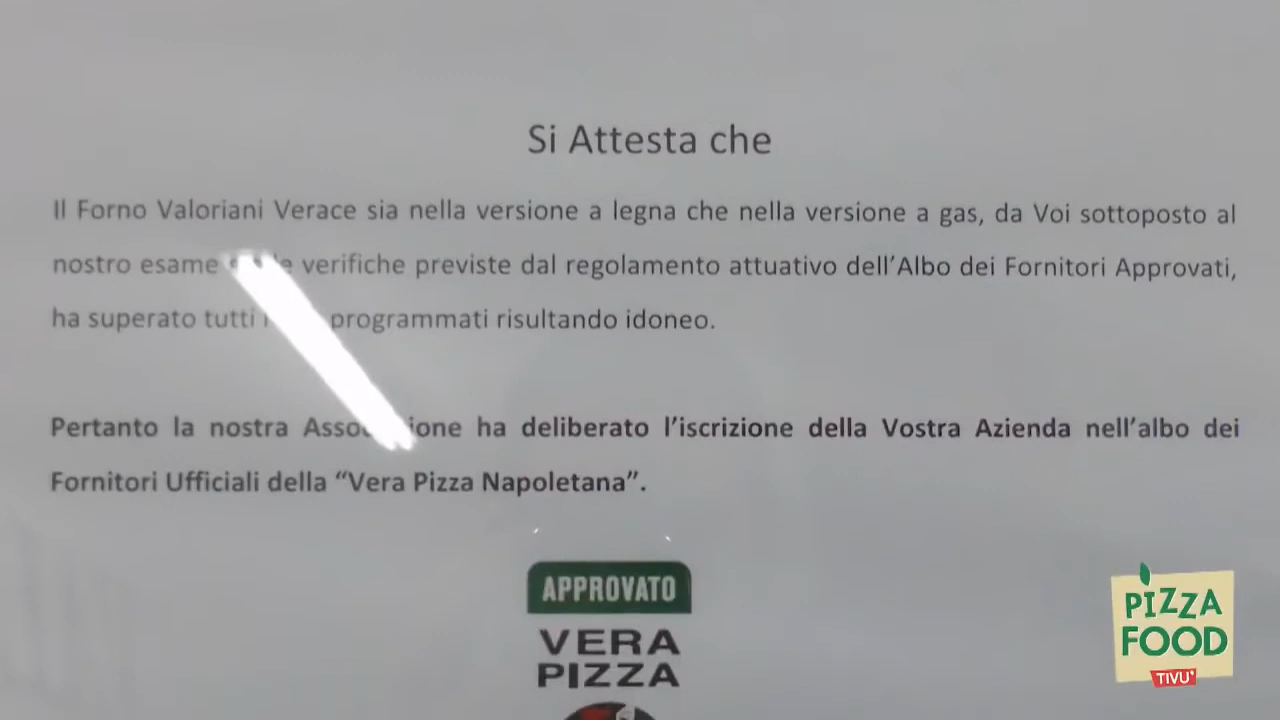 Si Attesta che
Il Forno Valoriani Verace sia nella versione a legna che nella versione a gas, da Voi sottoposto al
nostro esame verifiche previste dal regolamento attuativo dell'Albo dei Fornitori Approvati,
ha superato tutti programmati risultando idoneo.
Pertanto la nostra Associazione ha deliberato l'iscrizione della Vostra Azienda nell'albo dei
Fornitori Ufficiali della “Vera Pizza Napoletana”.
APPROVATO
VERA
PIZZA
PIZZA
FOOD
TIVU'